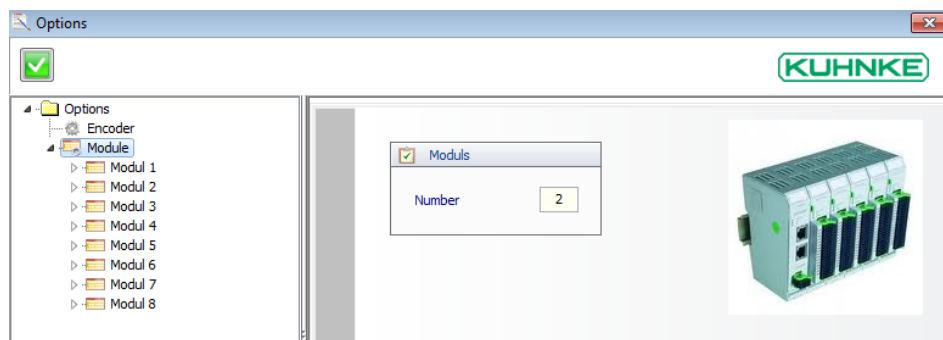 Options
KUHNKE
Options
Encoder
Module
Modul 1
Modul 2
Modul 3
Modul 4
Modul 5
Modul 6
Modul 7
Modul 8
Moduls
Number 2